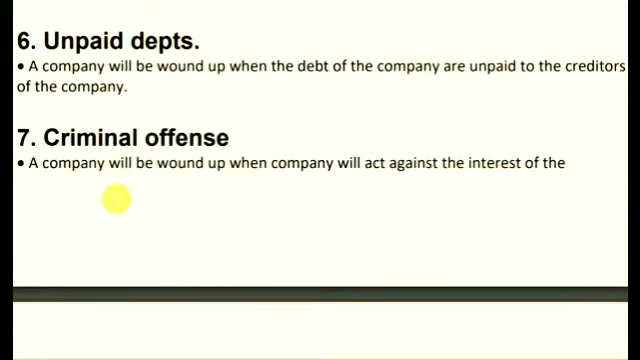 6. Unpaid depts.
• A company will be wound up when the debt of the company are unpaid to the creditors
of the company.
7. Criminal offense
• A company will be wound up when company will act against the interest of the